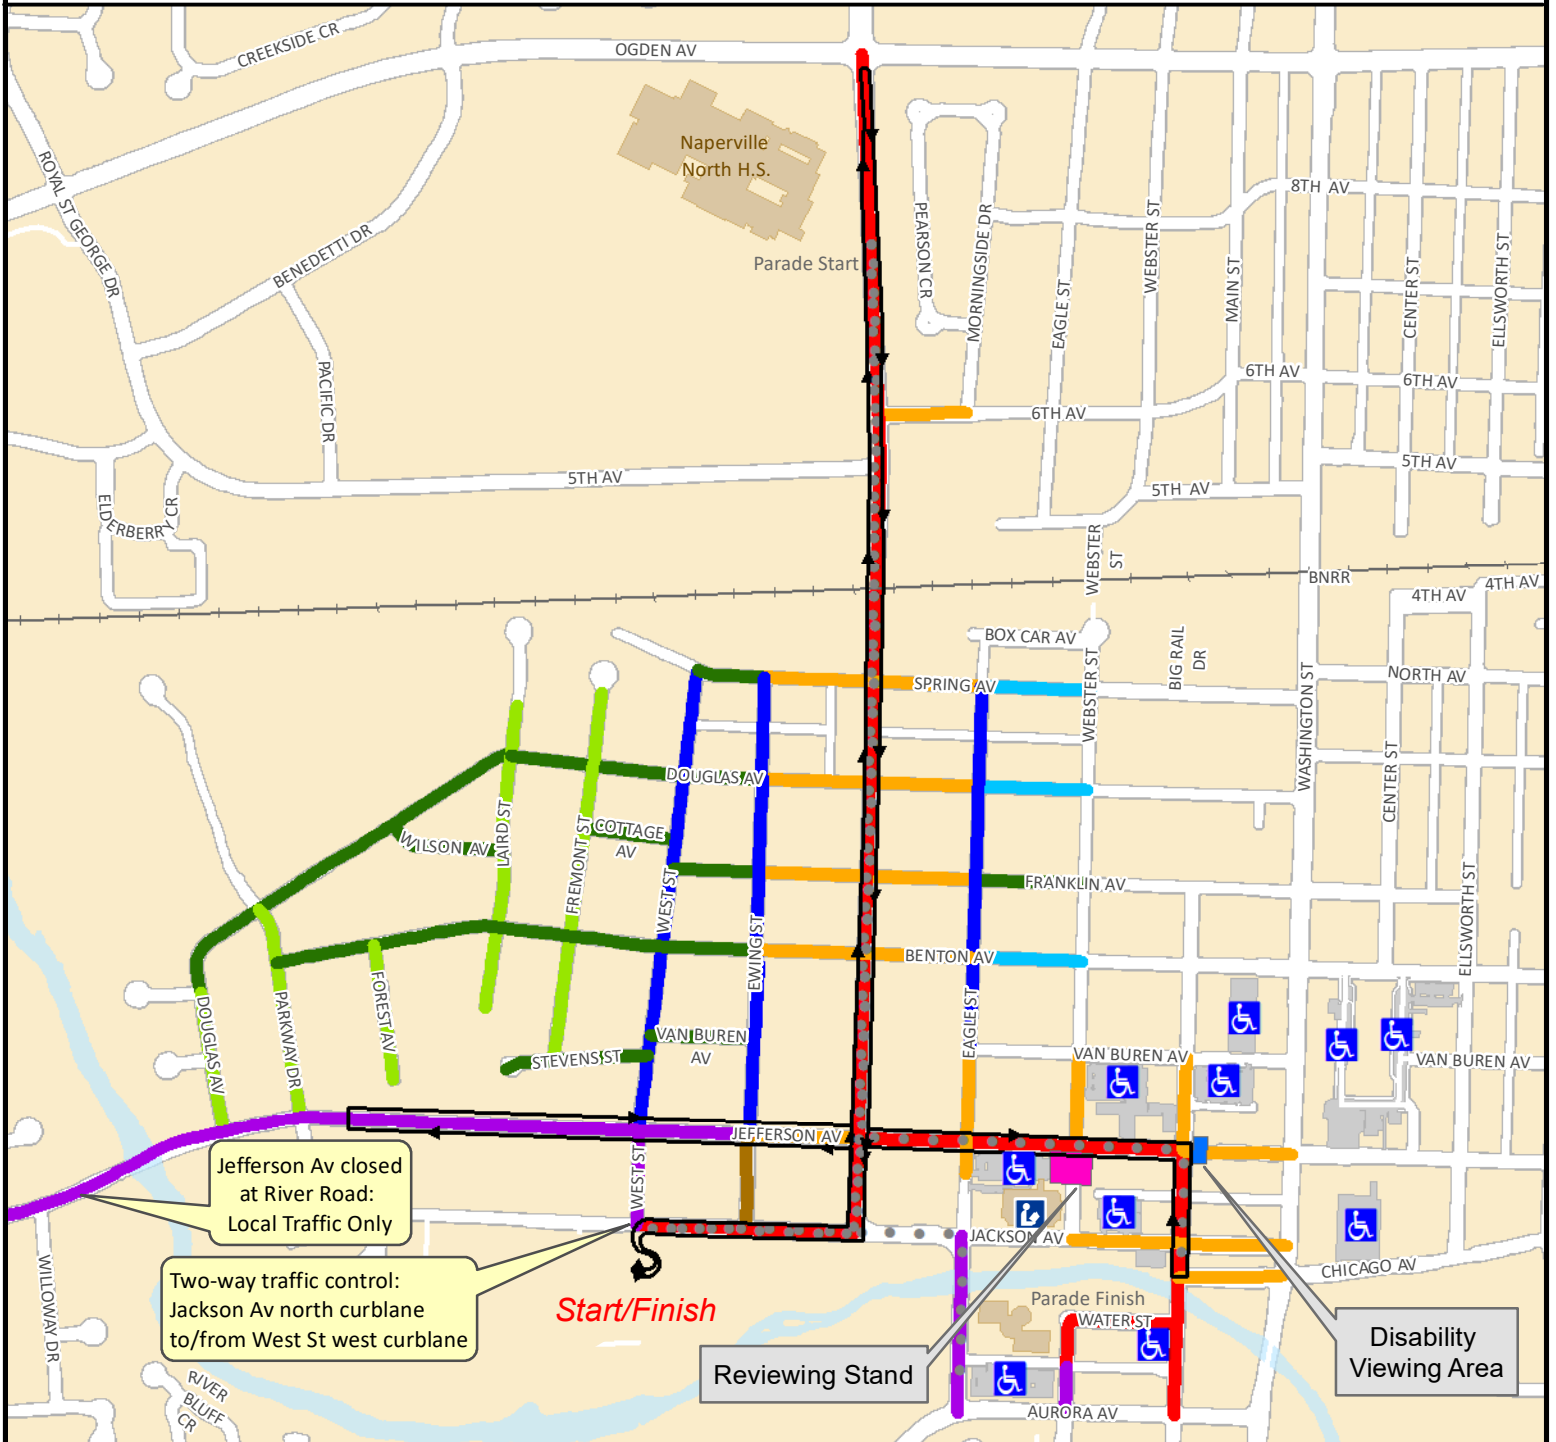 CREEKSIDE CR
OGDEN AV
Naperville
North H.S.
ROYAL ST GEORGE DR
BENEDETTI DR
PACIFIC DR
Parade Start
PEARSON CR
MORNINGSIDE DR
EAGLE ST
WEBSTER ST
MAIN ST
8TH AV
CENTER ST
ELLSWORTH ST
6TH AV
6TH AV
6TH AV
5TH AV
5TH AV
5TH AV
ELDERBERRY CR
WEBSTER
ST
BNRR
4TH AV
4TH AV
BOX CAR AV
BIG RAIL
DR
WEBSTER ST
WASHINGTON ST
NORTH AV
SPRING AV
CENTER ST
DOUGLAS AV
LAIRD ST
WILSON AV
FREMONT ST
COTTAGE
AV
WEST ST
FRANKLIN AV
ELLSWORTH ST
EWING ST
BENTON AV
EAGLE ST
DOUGLAS AV
PARKWAY DR
FOREST AV
STEVENS ST
VAN BUREN
AV
VAN BUREN AV
VAN BUREN AV
JEFFERSON AV
WEST ST
Jefferson Av closed
at River Road:
Local Traffic Only
JACKSON AV
CHICAGO AV
WILLOWAY DR
Two-way traffic control:
Jackson Av north curblane
to/from West St west curblane
Start/Finish
Parade Finish
WATER ST
Reviewing Stand
Disability
Viewing Area
RIVER
BLUFF
CR
AURORA AV